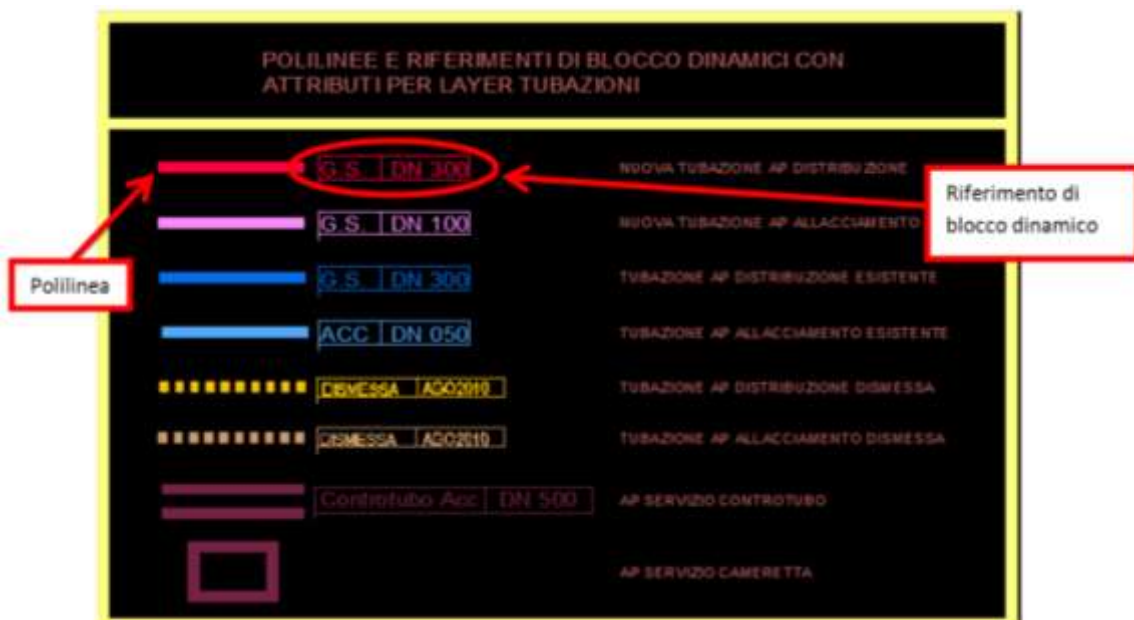 POLILINEE E RIFERIMENTI DI BLOCCO DINAMICI CON
ATTRIBUTI PER LAYER TUBAZIONI
G.S. DN 300 NUOVA TUBAZIONE AP DISTRIBUZIONE
Riferimento di
blocco dinamico
G.S. DN 100 NUOVA TUBAZIONE AP ALLACCIAMENTO
Polilinea
G.S. DN 300 TUBAZIONE AP DISTRIBUZIONE ESISTENTE
ACC DN 050 TUBAZIONE AP ALLACCIAMENTO ESISTENTE
DISMESSA AGO2010 TUBAZIONE AP DISTRIBUZIONE DISMESSA
DISMESSA AGO2010 TUBAZIONE AP ALLACCIAMENTO DISMESSA
Controtubo Acc DN 500 AP SERVIZIO CONTROTUBO
AP SERVIZIO CAMERETTA